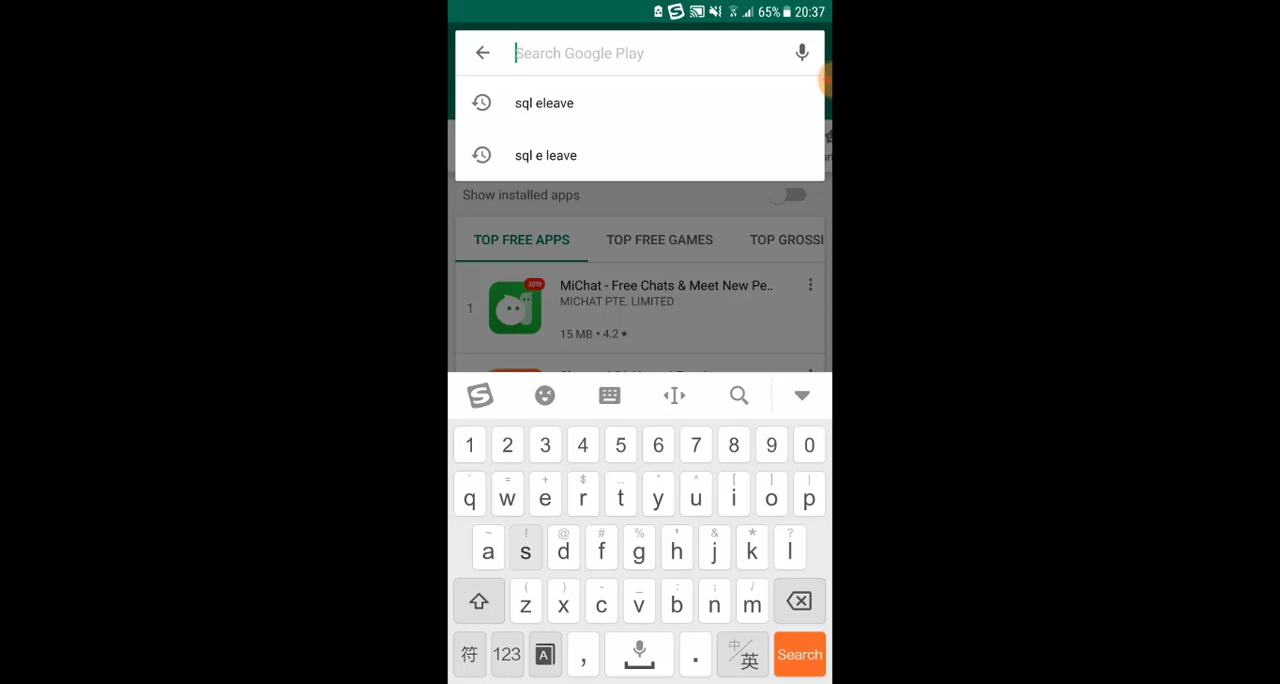 65% 20:37
Search Google Play
sql eleave
sql e leave
Show installed apps
TOP FREE APPS TOP FREE GAMES TOP GROSSI
1
2019
MiChat - Free Chats & Meet New Pe..
MICHAT PTE. LIMITED
15 MB • 4.2 ★
1 2 3 4 5 6 7 8 9 0
q w e r t y u i o p
a s d f g h j k l
z x c v b n m
符 123 A , . 中/英 Search